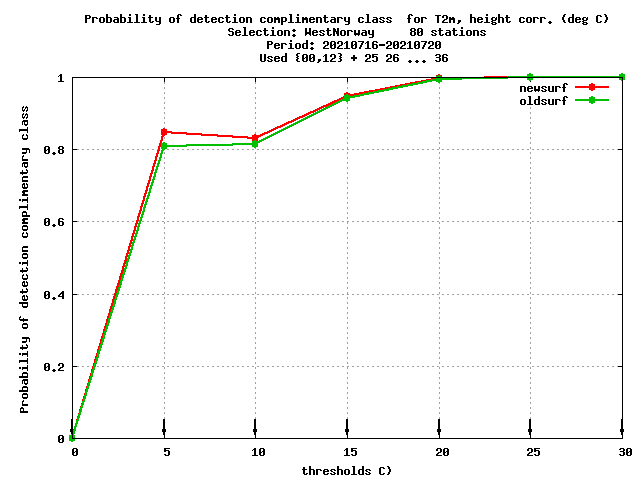 Probability of detection complimentary class  for T2m, height corr. (deg C)
Selection: WestNorway     80 stations
Period: 20210716-20210720
Used {00,12} + 25 26 ... 36
newsurf
oldsurf
Probability of detection complimentary class
1
0.8
0.6
0.4
0.2
0
0 5 10 15 20 25 30
thresholds C)